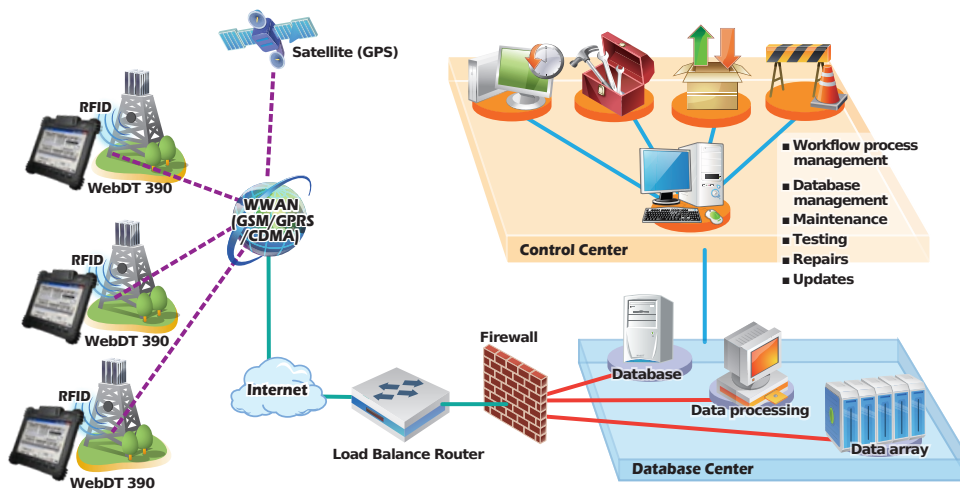 Satellite (GPS)
RFID
WebDT 390
WWAN
(GSM/GPRS
/CDMA)
RFID
WebDT 390
RFID
WebDT 390
Internet
Load Balance Router
Firewall
■ Workflow process
management
■ Database
management
■ Maintenance
■ Testing
■ Repairs
■ Updates
Control Center
Database
Data processing
Data array
Database Center